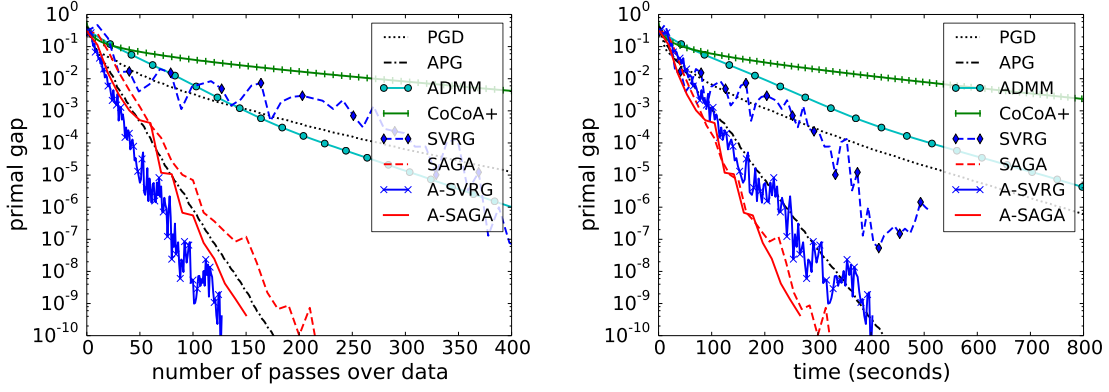 10^0
10^-1
10^-2
10^-3
10^-4
10^-5
10^-6
10^-7
10^-8
10^-9
10^-10
primal gap
0 50 100 150 200 250 300 350 400
number of passes over data
PGD
APG
ADMM
CoCoA+
SVRG
SAGA
A-SVRG
A-SAGA
10^0
10^-1
10^-2
10^-3
10^-4
10^-5
10^-6
10^-7
10^-8
10^-9
10^-10
primal gap
0 100 200 300 400 500 600 700 800
time (seconds)
PGD
APG
ADMM
CoCoA+
SVRG
SAGA
A-SVRG
A-SAGA